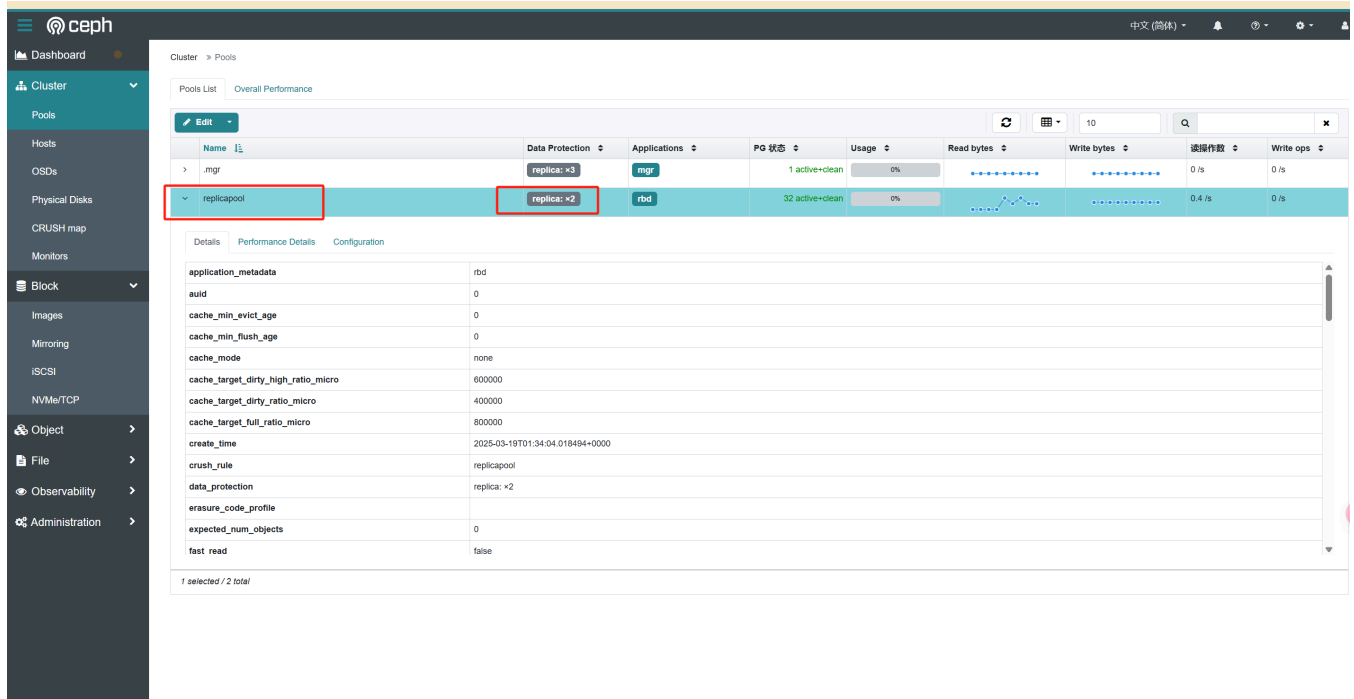 ceph
中文 (简体)
Dashboard
Cluster
Pools
Hosts
OSDs
Physical Disks
CRUSH map
Monitors
Block
Images
Mirroring
iSCSI
NVMe/TCP
Object
File
Observability
Administration
Cluster » Pools
Pools List Overall Performance
Edit 10
Name Data Protection Applications PG 状态 Usage Read bytes Write bytes 读操作数 Write ops
.mgr replica: ×3 mgr 1 active+clean 0% 0 /s 0 /s
replicapool replica: ×2 rbd 32 active+clean 0% 0.4 /s 0 /s
Details Performance Details Configuration
application_metadata rbd
auid 0
cache_min_evict_age 0
cache_min_flush_age 0
cache_mode none
cache_target_dirty_high_ratio_micro 600000
cache_target_dirty_ratio_micro 400000
cache_target_full_ratio_micro 800000
create_time 2025-03-19T01:34:04.018494+0000
crush_rule replicapool
data_protection replica: ×2
erasure_code_profile
expected_num_objects 0
fast_read false
1 selected / 2 total